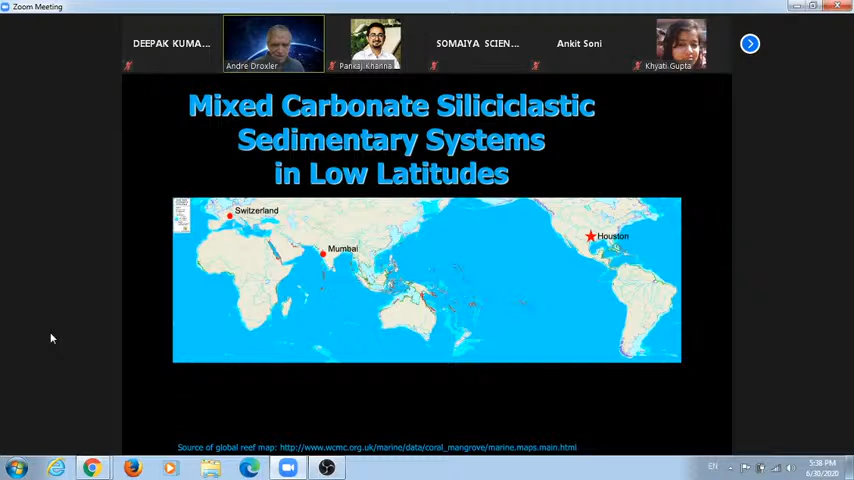 Zoom Meeting
DEEPAK KUMA...
Andre Droxler
Pankaj Khanna
SOMAIYA SCIEN...
Ankit Soni
Khyati Gupta
Mixed Carbonate Siliciclastic
Sedimentary Systems
in Low Latitudes
Switzerland
Mumbai
Houston
Source of global reef map: http://www.wcmc.org.uk/marine/data/coral_mangrove/marine.maps.main.html
EN
5:38 PM
6/30/2020